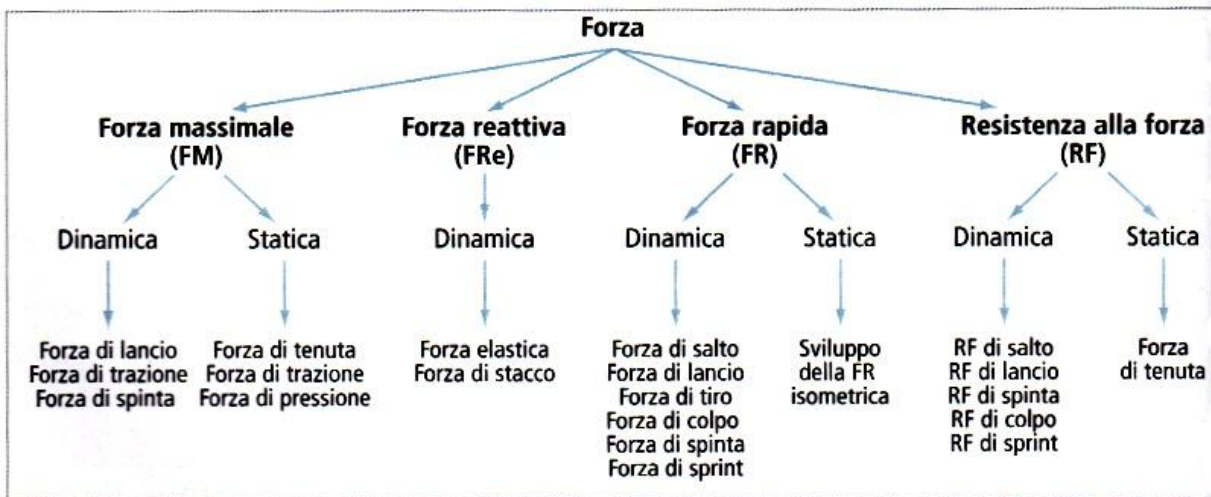 Forza
Forza massimale
(FM)
Forza reattiva
(FRe)
Forza rapida
(FR)
Resistenza alla forza
(RF)
Dinamica
Statica
Dinamica
Dinamica
Statica
Dinamica
Statica
Forza di lancio
Forza di trazione
Forza di spinta
Forza di tenuta
Forza di trazione
Forza di pressione
Forza elastica
Forza di stacco
Forza di salto
Forza di lancio
Forza di tiro
Forza di colpo
Forza di spinta
Forza di sprint
Sviluppo
della FR
isometrica
RF di salto
RF di lancio
RF di spinta
RF di colpo
RF di sprint
Forza
di tenuta